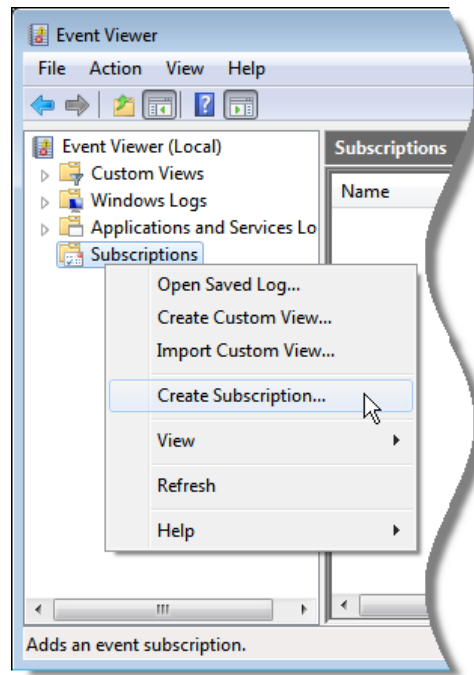 Event Viewer
File Action View Help
Event Viewer (Local)
Custom Views
Windows Logs
Applications and Services Lo
Subscriptions
Subscriptions
Name
Open Saved Log...
Create Custom View...
Import Custom View...
Create Subscription...
View
Refresh
Help
Adds an event subscription.